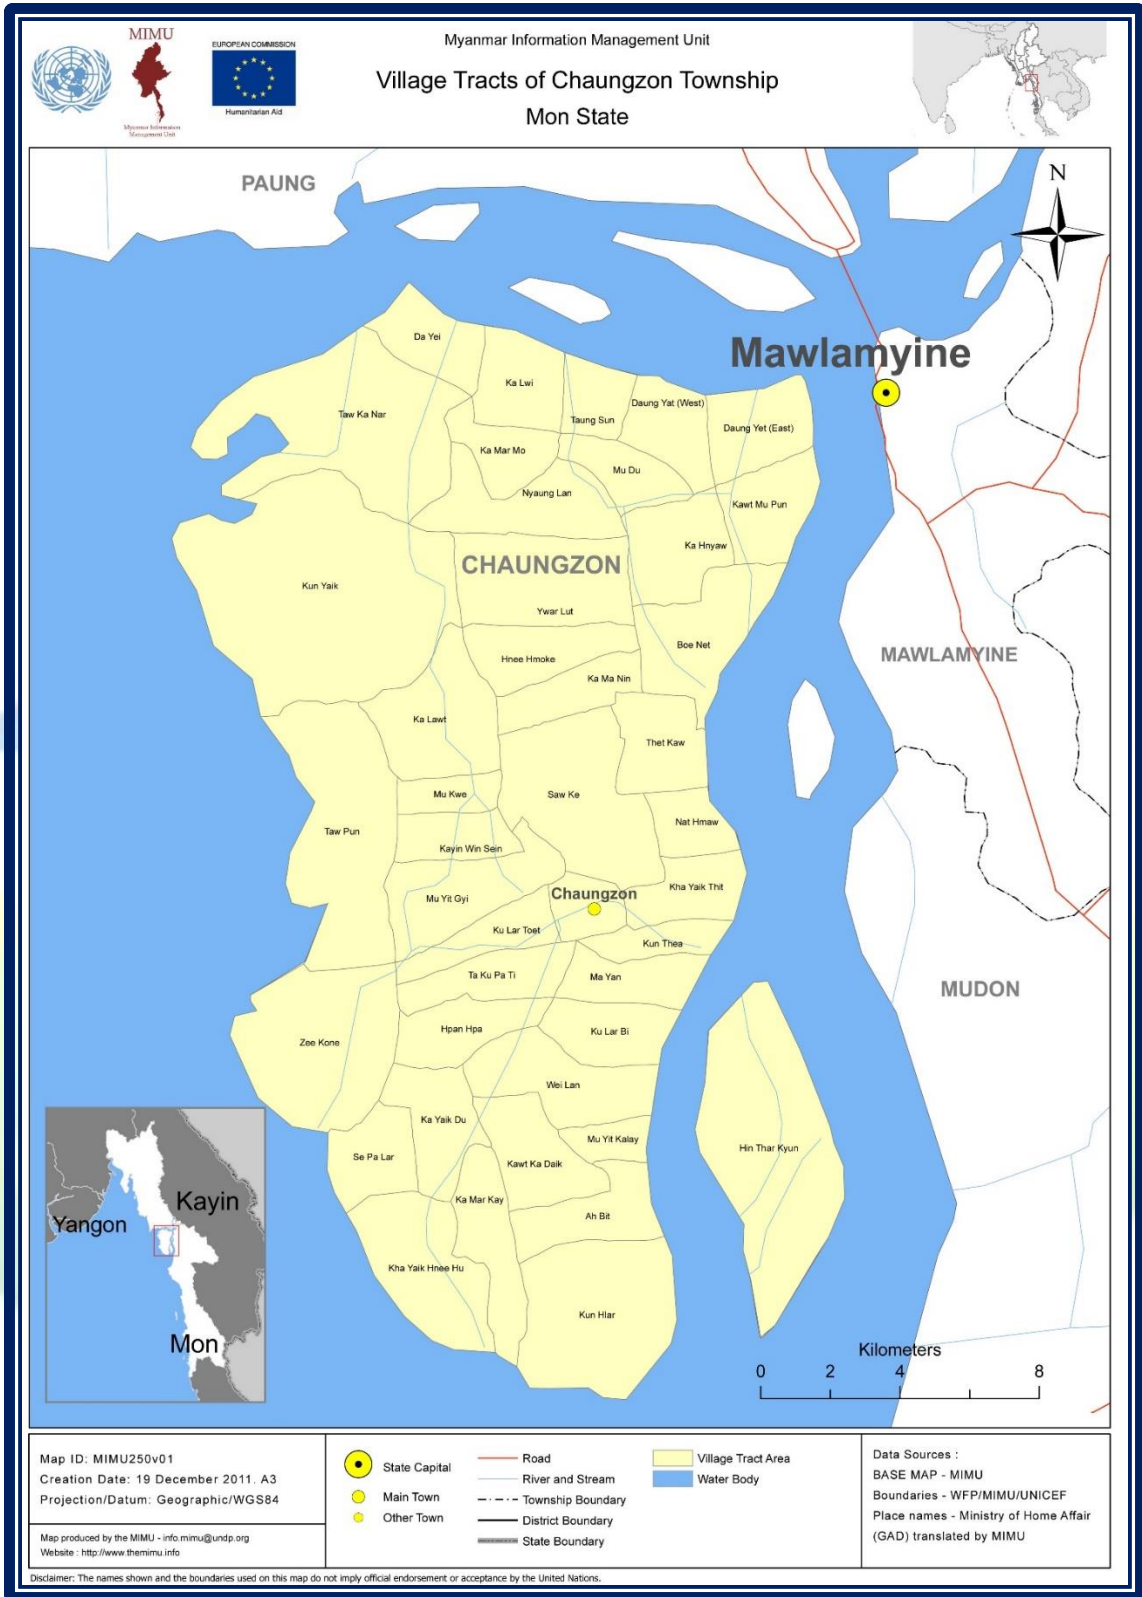 MIMU
Myanmar Information
Management Unit
EUROPEAN COMMISSION
Humanitarian Aid
Myanmar Information Management Unit
Village Tracts of Chaungzon Township
Mon State
PAUNG
N
Mawlamyine
Da Yei
Ka Lwi
Daung Yat (West)
Taw Ka Nar
Taung Sun
Daung Yet (East)
Ka Mar Mo
Mu Du
Nyaung Lan
Kawt Mu Pun
Ka Hnyaw
CHAUNGZON
Kun Yaik
Ywar Lut
Boe Net
MAWLAMYINE
Hnee Hmoke
Ka Ma Nin
Ka Lawt
Thet Kaw
Mu Kwe
Saw Ke
Nat Hmaw
Taw Pun
Kayin Win Sein
Kha Yaik Thit
Chaungzon
Mu Yit Gyi
Ku Lar Toet
Kun Thea
Ta Ku Pa Ti
Ma Yan
MUDON
Hpan Hpa
Ku Lar Bi
Zee Kone
Wei Lan
Ka Yaik Du
Mu Yit Kalay
Hin Thar Kyun
Se Pa Lar
Kawt Ka Daik
Ka Mar Kay
Ah Bit
Kha Yaik Hnee Hu
Kun Hlar
Kayin
Yangon
Mon
Kilometers
0 2 4 8
Map ID: MIMU250v01
Creation Date: 19 December 2011. A3
Projection/Datum: Geographic/WGS84
Map produced by the MIMU - info.mimu@undp.org
Website : http://www.themimu.info
State Capital
Main Town
Other Town
Road
River and Stream
Township Boundary
District Boundary
State Boundary
Village Tract Area
Water Body
Data Sources :
BASE MAP - MIMU
Boundaries - WFP/MIMU/UNICEF
Place names - Ministry of Home Affair
(GAD) translated by MIMU
Disclaimer: The names shown and the boundaries used on this map do not imply official endorsement or acceptance by the United Nations.